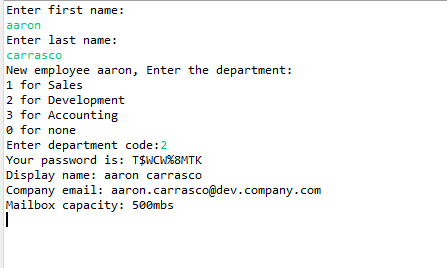 Enter first name:
aaron
Enter last name:
carrasco
New employee aaron, Enter the department:
1 for Sales
2 for Development
3 for Accounting
0 for none
Enter department code:2
Your password is: T$WCW%8MTK
Display name: aaron carrasco
Company email: aaron.carrasco@dev.company.com
Mailbox capacity: 500mbs